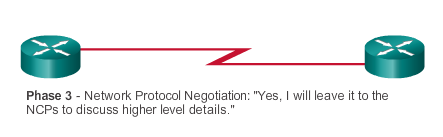 Phase 3 - Network Protocol Negotiation: "Yes, I will leave it to the
NCPs to discuss higher level details."